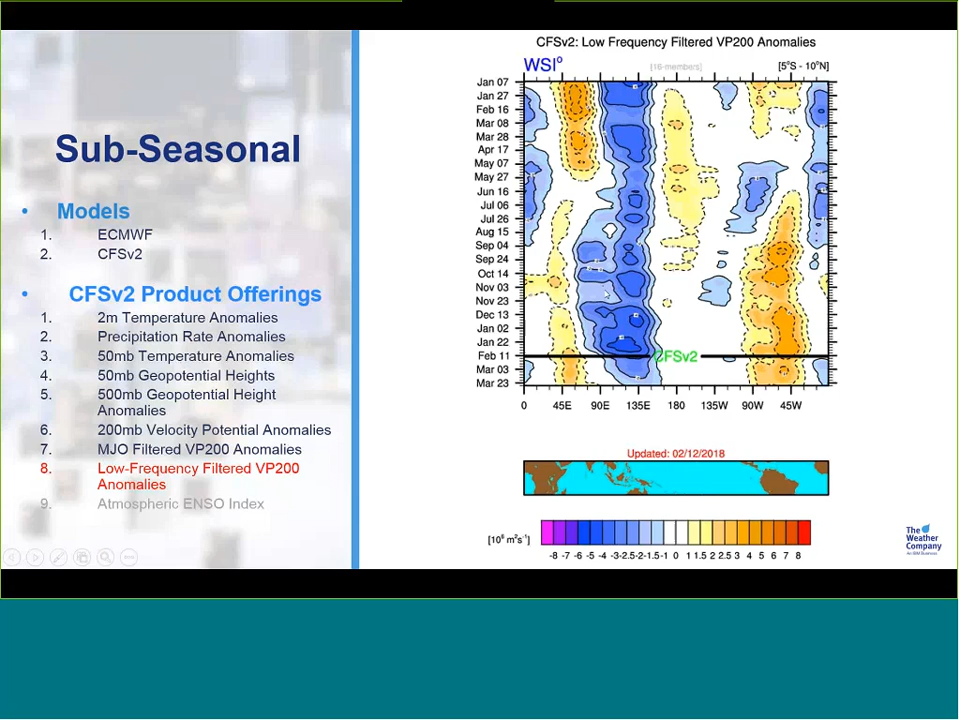 Sub-Seasonal
• Models
1. ECMWF
2. CFSv2
• CFSv2 Product Offerings
1. 2m Temperature Anomalies
2. Precipitation Rate Anomalies
3. 50mb Temperature Anomalies
4. 50mb Geopotential Heights
5. 500mb Geopotential Height
Anomalies
6. 200mb Velocity Potential Anomalies
7. MJO Filtered VP200 Anomalies
8. Low-Frequency Filtered VP200
Anomalies
9. Atmospheric ENSO Index
CFSv2: Low Frequency Filtered VP200 Anomalies
WSI⁰ [16-members] [5⁰S - 10⁰N]
Jan 07
Jan 27
Feb 16
Mar 08
Mar 28
Apr 17
May 07
May 27
Jun 16
Jul 06
Jul 26
Aug 15
Sep 04
Sep 24
Oct 14
Nov 03
Nov 23
Dec 13
Jan 02
Jan 22
Feb 11
Mar 03
Mar 23
CFSv2
0 45E 90E 135E 180 135W 90W 45W
Updated: 02/12/2018
[10⁶ m²s⁻¹]
-8 -7 -6 -5 -4 -3-2.5-2-1.5-1 0 1 1.5 2 2.5 3 4 5 6 7 8
The
Weather
Company
An IBM Business